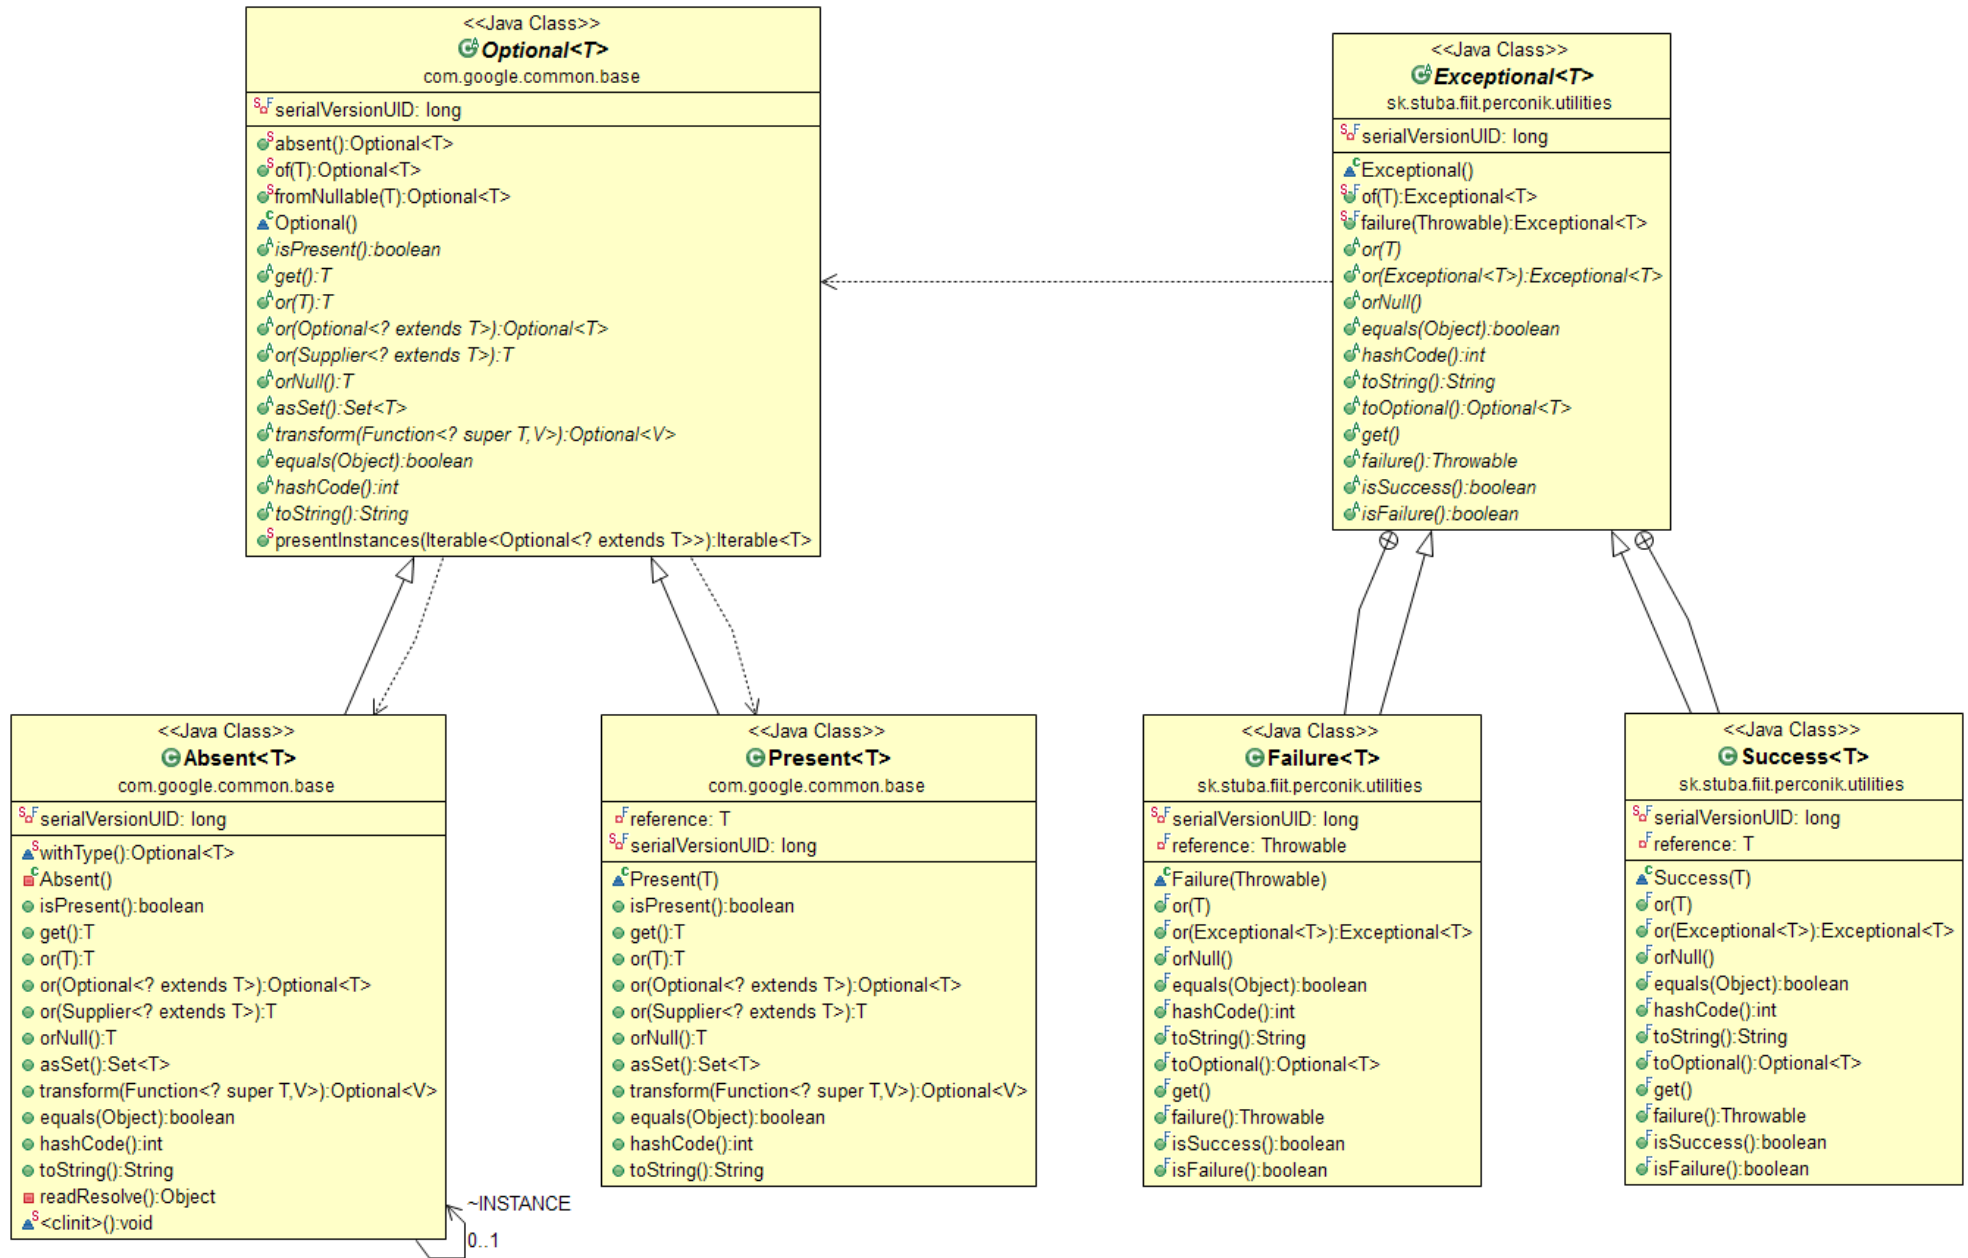 <<Java Class>>
Optional<T>
com.google.common.base
serialVersionUID: long
absent():Optional<T>
of(T):Optional<T>
fromNullable(T):Optional<T>
Optional()
isPresent():boolean
get():T
or(T):T
or(Optional<? extends T>):Optional<T>
or(Supplier<? extends T>):T
orNull():T
asSet():Set<T>
transform(Function<? super T,V>):Optional<V>
equals(Object):boolean
hashCode():int
toString():String
presentInstances(Iterable<Optional<? extends T>>):Iterable<T>
<<Java Class>>
Exceptional<T>
sk.stuba.fiit.perconik.utilities
serialVersionUID: long
Exceptional()
of(T):Exceptional<T>
failure(Throwable):Exceptional<T>
or(T)
or(Exceptional<T>):Exceptional<T>
orNull()
equals(Object):boolean
hashCode():int
toString():String
toOptional():Optional<T>
get()
failure():Throwable
isSuccess():boolean
isFailure():boolean
<<Java Class>>
Absent<T>
com.google.common.base
serialVersionUID: long
withType():Optional<T>
Absent()
isPresent():boolean
get():T
or(T):T
or(Optional<? extends T>):Optional<T>
or(Supplier<? extends T>):T
orNull():T
asSet():Set<T>
transform(Function<? super T,V>):Optional<V>
equals(Object):boolean
hashCode():int
toString():String
readResolve():Object
<clinit>():void
~INSTANCE
0..1
<<Java Class>>
Present<T>
com.google.common.base
reference: T
serialVersionUID: long
Present(T)
isPresent():boolean
get():T
or(T):T
or(Optional<? extends T>):Optional<T>
or(Supplier<? extends T>):T
orNull():T
asSet():Set<T>
transform(Function<? super T,V>):Optional<V>
equals(Object):boolean
hashCode():int
toString():String
<<Java Class>>
Failure<T>
sk.stuba.fiit.perconik.utilities
serialVersionUID: long
reference: Throwable
Failure(Throwable)
or(T)
or(Exceptional<T>):Exceptional<T>
orNull()
equals(Object):boolean
hashCode():int
toString():String
toOptional():Optional<T>
get()
failure():Throwable
isSuccess():boolean
isFailure():boolean
<<Java Class>>
Success<T>
sk.stuba.fiit.perconik.utilities
serialVersionUID: long
reference: T
Success(T)
or(T)
or(Exceptional<T>):Exceptional<T>
orNull()
equals(Object):boolean
hashCode():int
toString():String
toOptional():Optional<T>
get()
failure():Throwable
isSuccess():boolean
isFailure():boolean